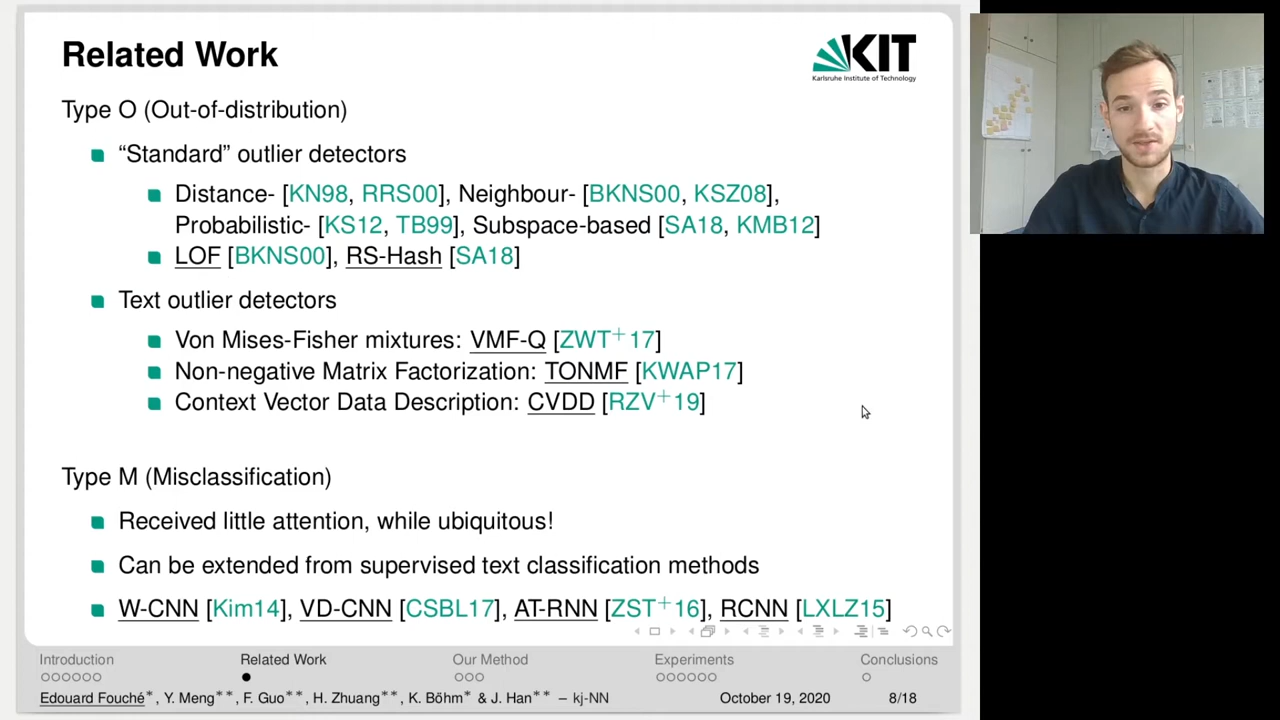 Related Work
KIT
Karlsruhe Institute of Technology
Type O (Out-of-distribution)
“Standard” outlier detectors
Distance- [KN98, RRS00], Neighbour- [BKNS00, KSZ08],
Probabilistic- [KS12, TB99], Subspace-based [SA18, KMB12]
LOF [BKNS00], RS-Hash [SA18]
Text outlier detectors
Von Mises-Fisher mixtures: VMF-Q [ZWT+17]
Non-negative Matrix Factorization: TONMF [KWAP17]
Context Vector Data Description: CVDD [RZV+19]
Type M (Misclassification)
Received little attention, while ubiquitous!
Can be extended from supervised text classification methods
W-CNN [Kim14], VD-CNN [CSBL17], AT-RNN [ZST+16], RCNN [LXLZ15]
Introduction Related Work Our Method Experiments Conclusions
Edouard Fouché*, Y. Meng**, F. Guo**, H. Zhuang**, K. Böhm* & J. Han** – kj-NN October 19, 2020 8/18